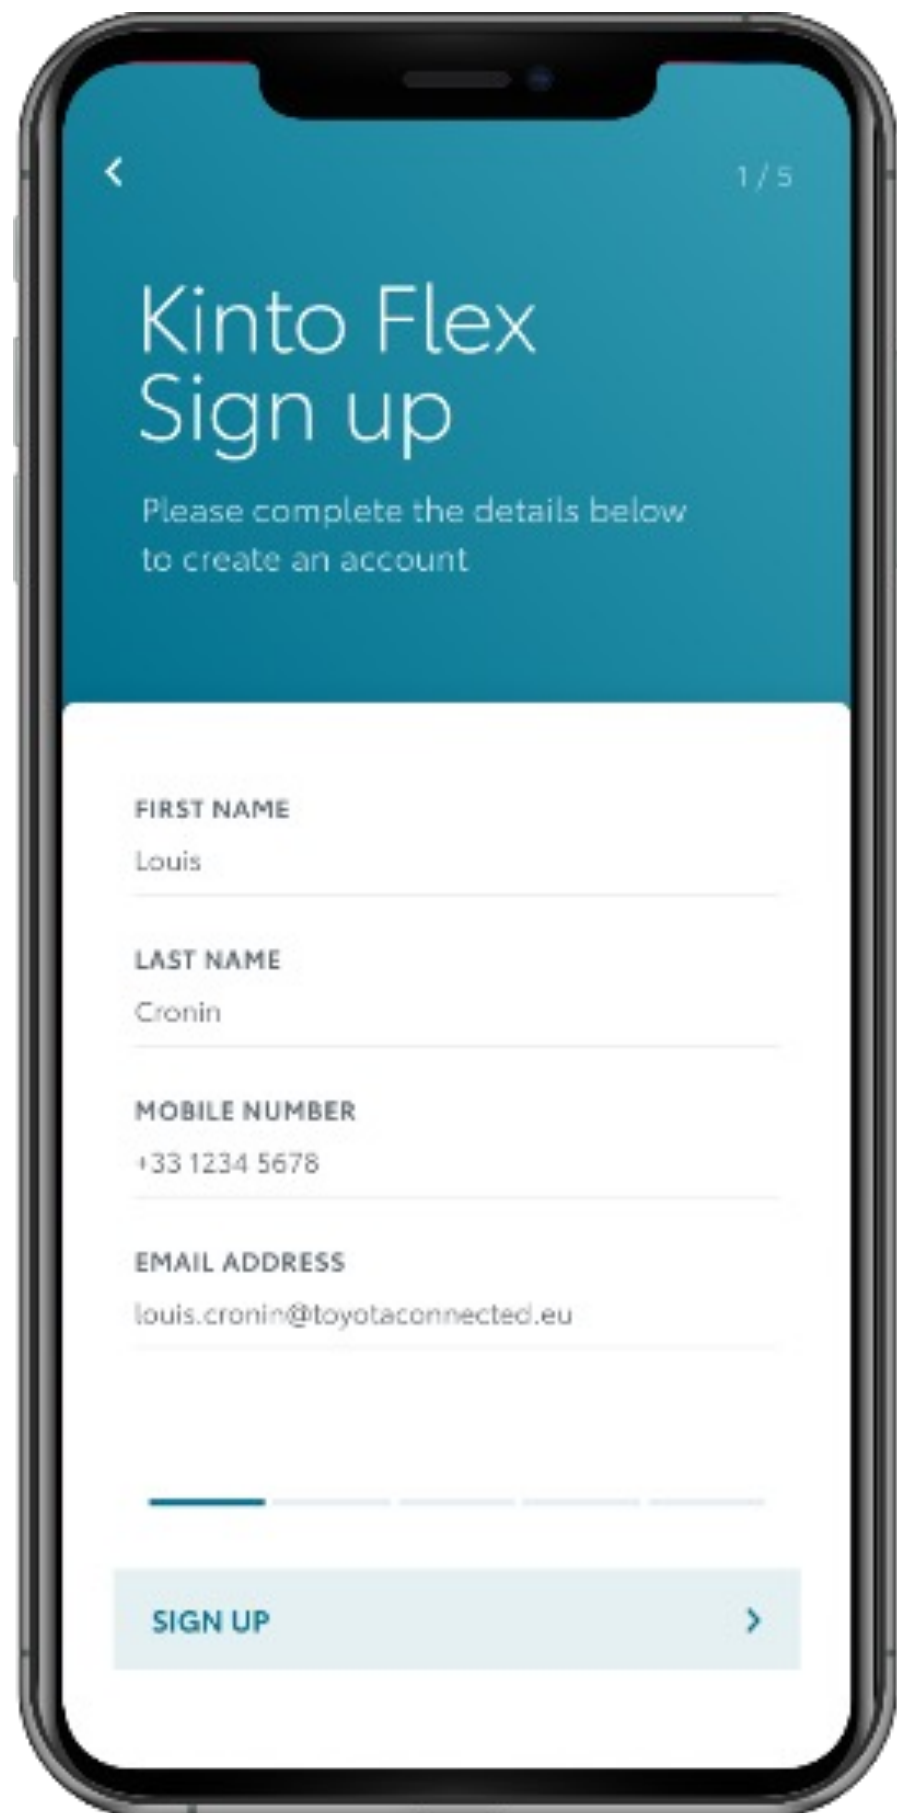 1 / 5
Kinto Flex
Sign up
Please complete the details below
to create an account
FIRST NAME
Louis
LAST NAME
Cronin
MOBILE NUMBER
+33 1234 5678
EMAIL ADDRESS
louis.cronin@toyotaconnected.eu
SIGN UP